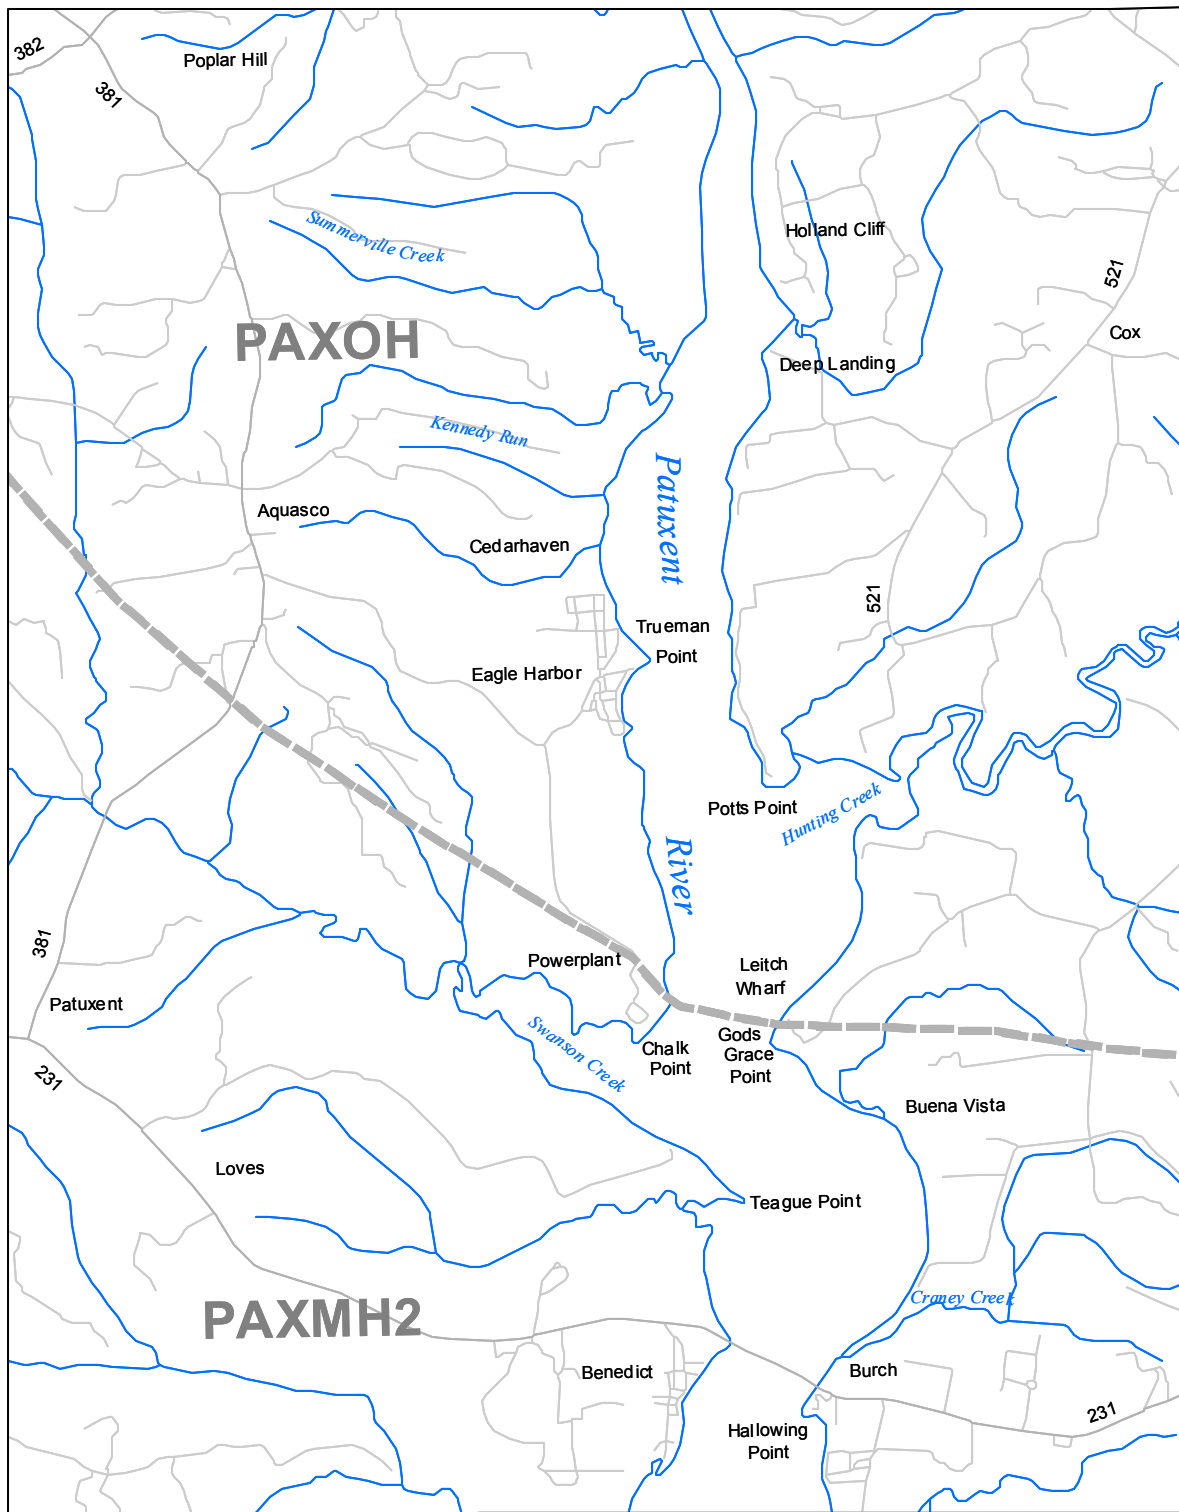 382
Poplar Hill
381
Summerville Creek
Holland Cliff
521
Cox
PAXOH
Deep Landing
Kennedy Run
Patuxent
Aquasco
Cedarhaven
521
Trueman
Point
Eagle Harbor
Potts Point
Hunting Creek
River
381
Powerplant
Leitch
Wharf
Patuxent
Swanson Creek
Chalk
Point
Gods
Grace
Point
231
Buena Vista
Loves
Teague Point
Craney Creek
PAXMH2
Benedict
Burch
231
Hallowing
Point